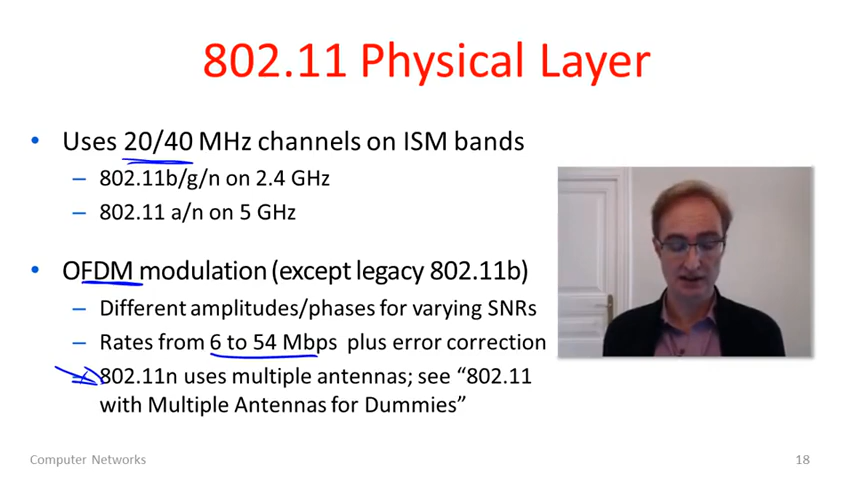 802.11 Physical Layer
• Uses 20/40 MHz channels on ISM bands
– 802.11b/g/n on 2.4 GHz
– 802.11 a/n on 5 GHz
• OFDM modulation (except legacy 802.11b)
– Different amplitudes/phases for varying SNRs
– Rates from 6 to 54 Mbps plus error correction
– 802.11n uses multiple antennas; see “802.11
with Multiple Antennas for Dummies”
Computer Networks
18